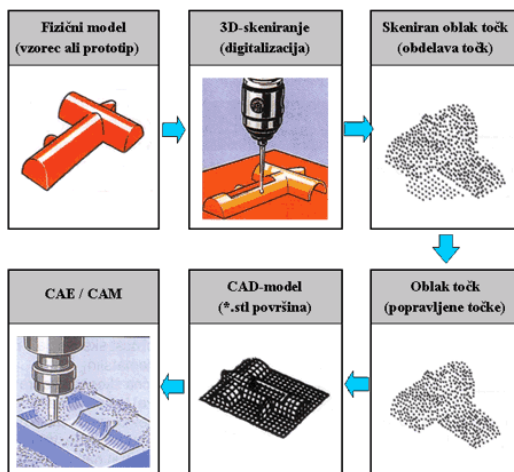 Fizični model
(vzorec ali prototip)
3D-skeniranje
(digitalizacija)
Skeniran oblak točk
(obdelava točk)
Oblak točk
(popravljene točke)
CAD-model
(*.stl površina)
CAE / CAM